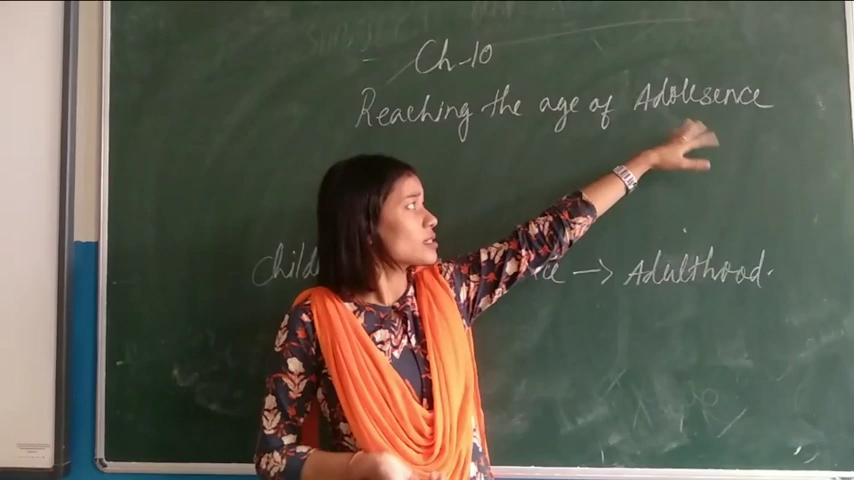 Ch-10
Reaching the age of Adolesence
Child ce → Adulthood.